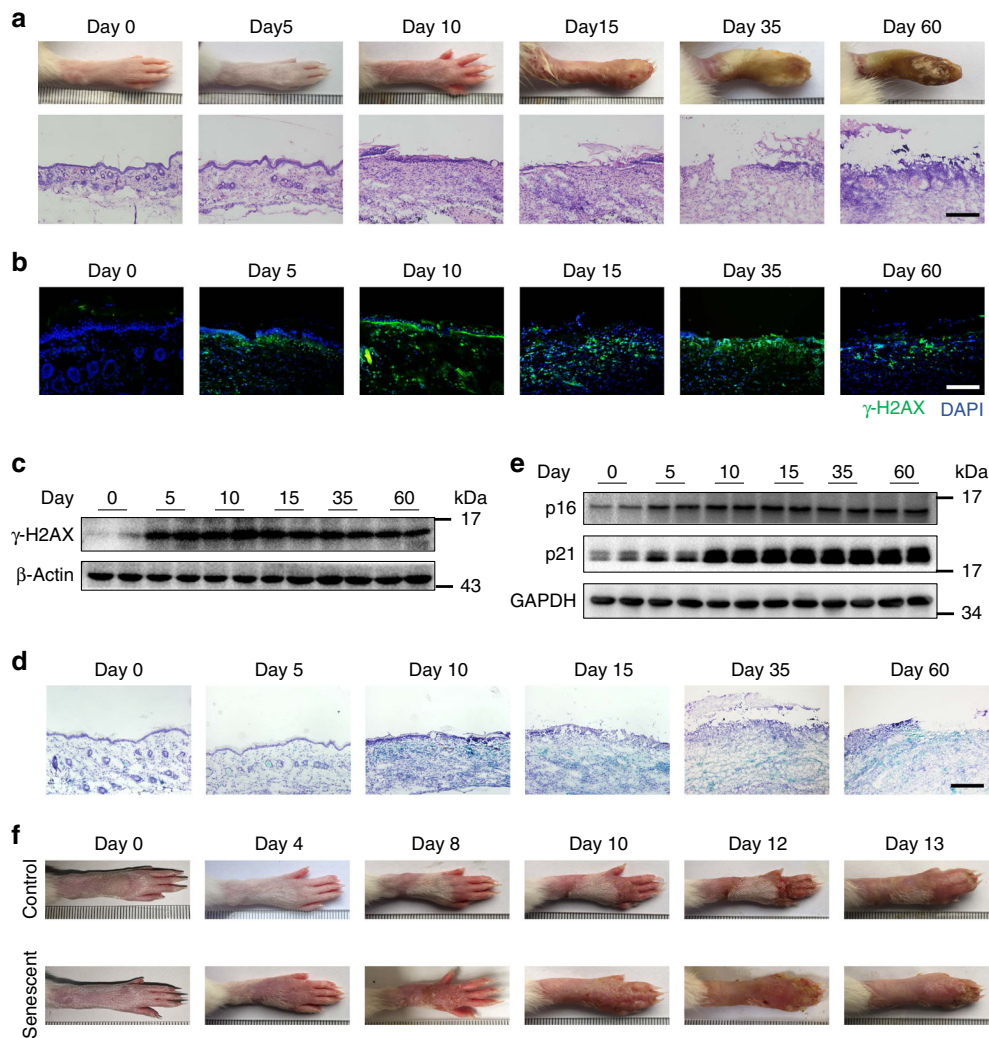 a
Day 0 Day5 Day 10 Day15 Day 35 Day 60
b
Day 0 Day 5 Day 10 Day 15 Day 35 Day 60
γ-H2AX DAPI
c
Day 0 5 10 15 35 60 kDa
γ-H2AX 17
β-Actin 43
e
Day 0 5 10 15 35 60 kDa
p16 17
p21 17
GAPDH 34
d
Day 0 Day 5 Day 10 Day 15 Day 35 Day 60
f
Day 0 Day 4 Day 8 Day 10 Day 12 Day 13
Control
Senescent